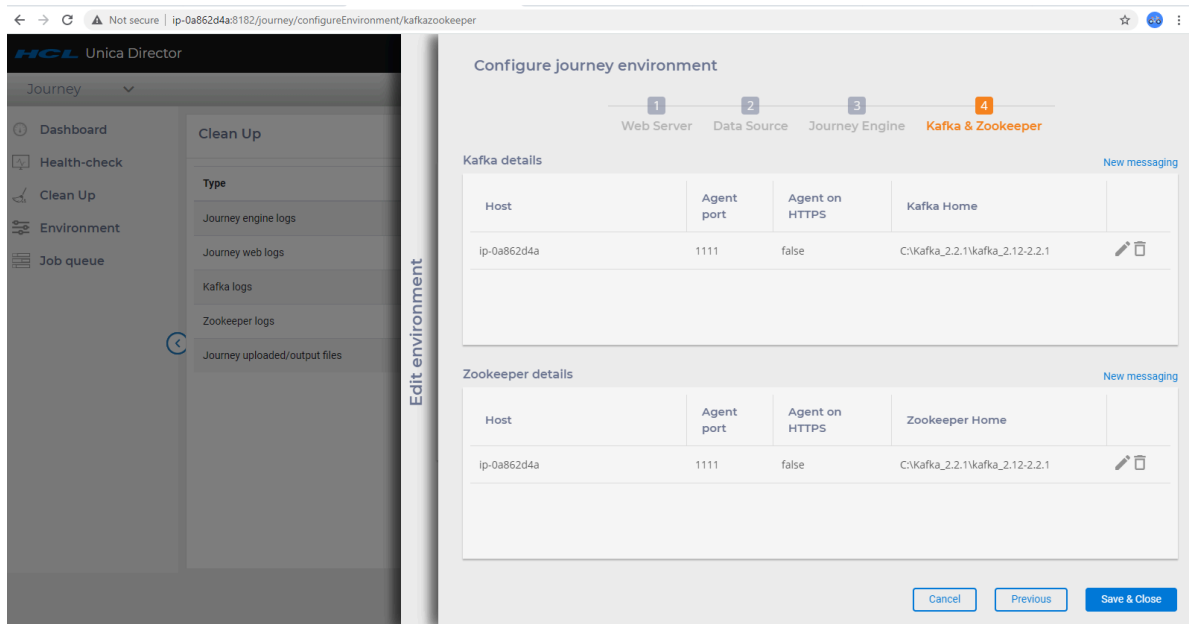 Not secure | ip-0a862d4a:8182/journey/configureEnvironment/kafkazookeeper
HCL Unica Director
Journey
Dashboard
Health-check
Clean Up
Environment
Job queue
Clean Up
Type
Journey engine logs
Journey web logs
Kafka logs
Zookeeper logs
Journey uploaded/output files
Edit environment
Configure journey environment
1 2 3 4
Web Server Data Source Journey Engine Kafka & Zookeeper
Kafka details New messaging
Host Agent port Agent on HTTPS Kafka Home
ip-0a862d4a 1111 false C:\Kafka_2.2.1\kafka_2.12-2.2.1
Zookeeper details New messaging
Host Agent port Agent on HTTPS Zookeeper Home
ip-0a862d4a 1111 false C:\Kafka_2.2.1\kafka_2.12-2.2.1
Cancel Previous Save & Close